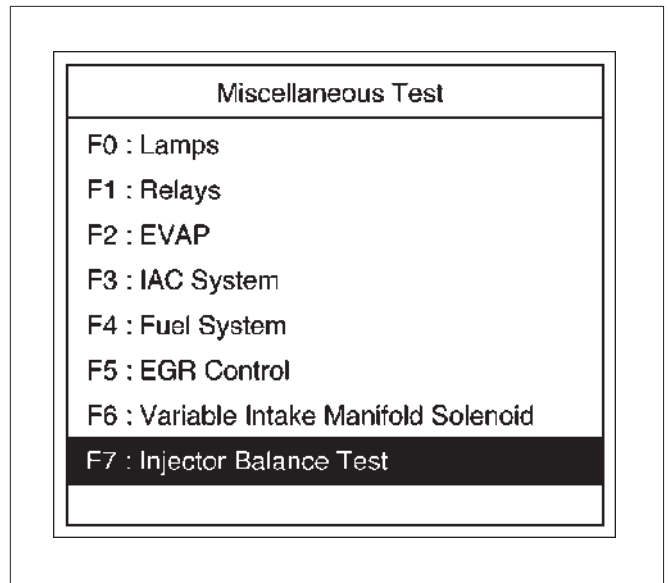 Miscellaneous Test
F0 : Lamps
F1 : Relays
F2 : EVAP
F3 : IAC System
F4 : Fuel System
F5 : EGR Control
F6 : Variable Intake Manifold Solenoid
F7 : Injector Balance Test